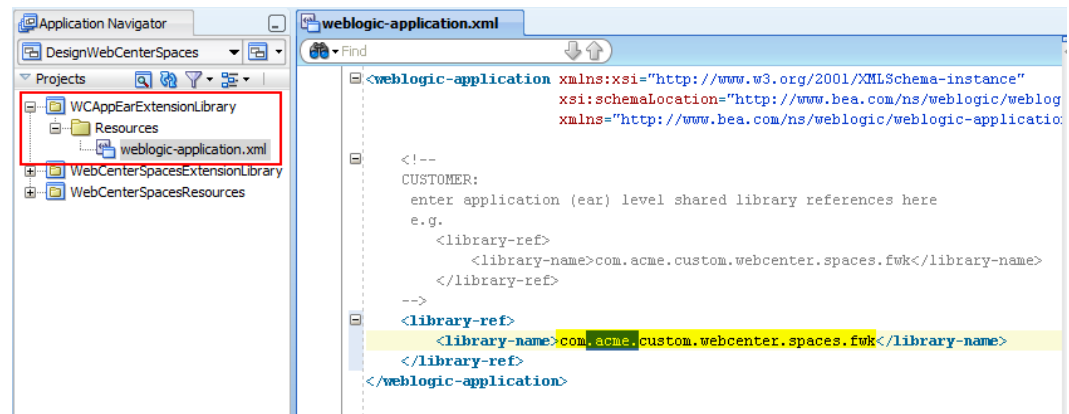 Application Navigator
DesignWebCenterSpaces
Projects
WCAppEarExtensionLibrary
Resources
weblogic-application.xml
WebCenterSpacesExtensionLibrary
WebCenterSpacesResources
weblogic-application.xml
Find
<weblogic-application xmlns:xsi="http://www.w3.org/2001/XMLSchema-instance"
xsi:schemaLocation="http://www.bea.com/ns/weblogic/weblog
xmlns="http://www.bea.com/ns/weblogic/weblogic-applicatio
<!--
CUSTOMER:
enter application (ear) level shared library references here
e.g.
<library-ref>
<library-name>com.acme.custom.webcenter.spaces.fwk</library-name>
</library-ref>
-->
<library-ref>
<library-name>com.acme.custom.webcenter.spaces.fwk</library-name>
</library-ref>
</weblogic-application>